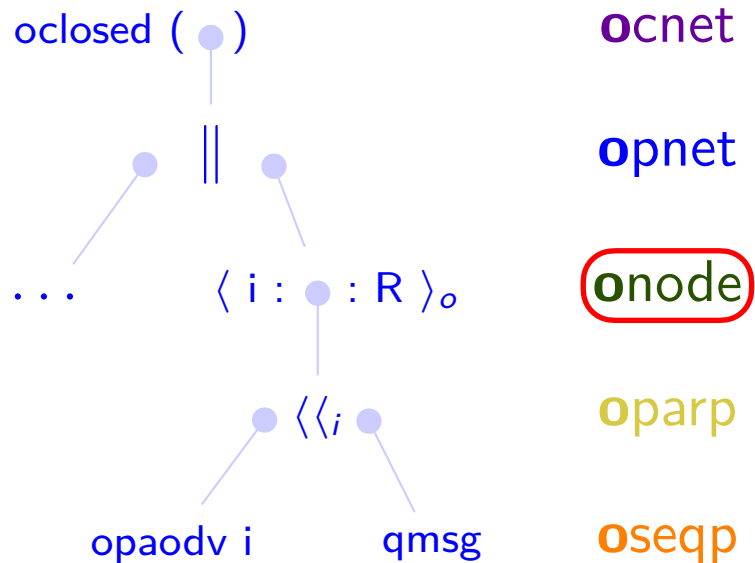 oclosed ( ) ocnet
|| opnet
... ⟨ i : : R ⟩o onode
⟨⟨i oparp
opaodv i qmsg oseqp